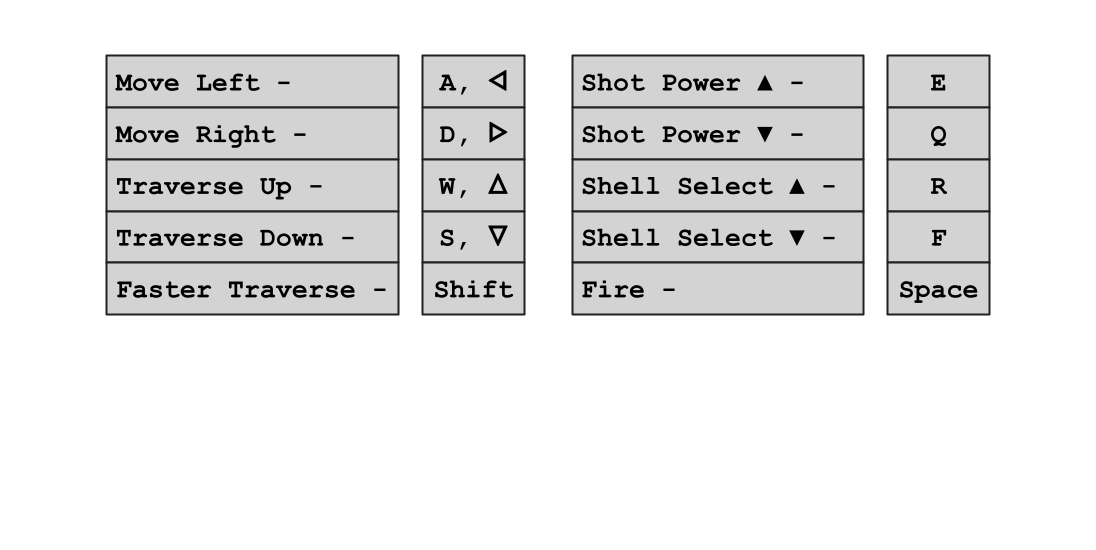 Move Left - A, ◁
Move Right - D, ▷
Traverse Up - W, △
Traverse Down - S, ▽
Faster Traverse - Shift
Shot Power ▲ - E
Shot Power ▼ - Q
Shell Select ▲ - R
Shell Select ▼ - F
Fire - Space